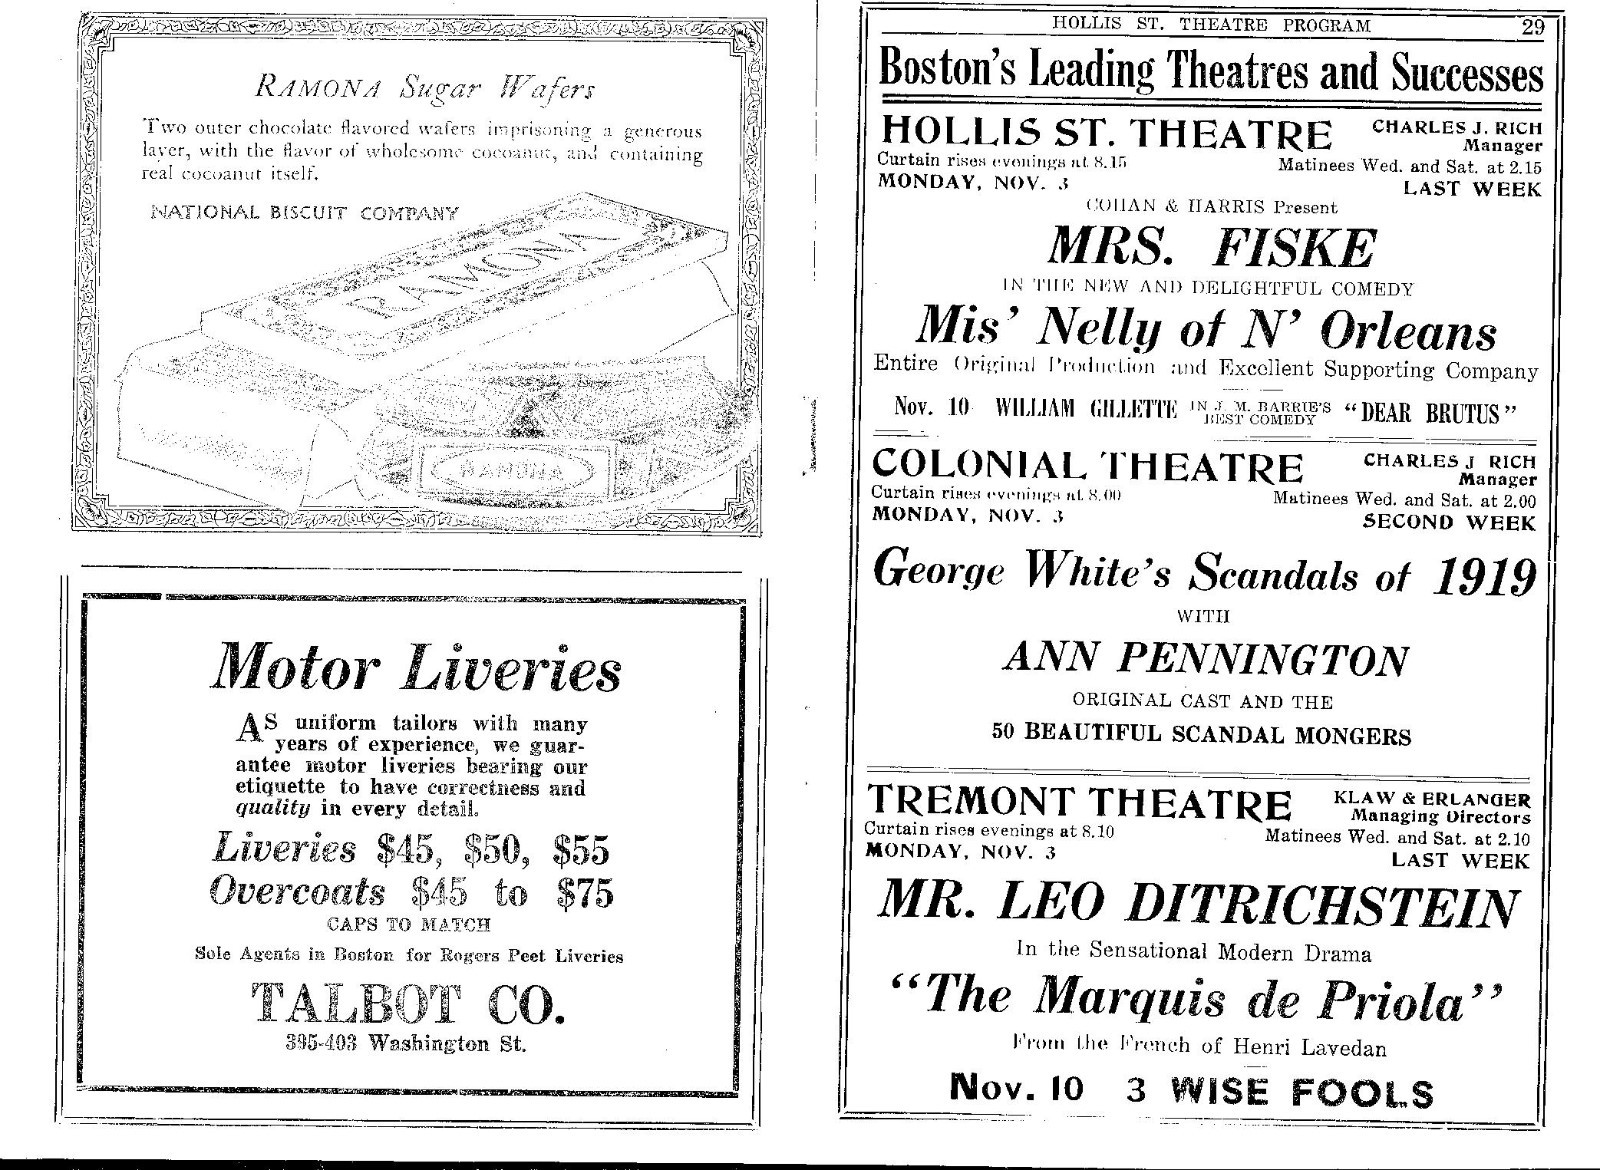 RAMONA Sugar Wafers
Two outer chocolate flavored wafers imprisoning a generous
layer, with the flavor of wholesome cocoanut, and containing
real cocoanut itself.
NATIONAL BISCUIT COMPANY
RAMONA
RAMONA
Motor Liveries
AS uniform tailors with many
years of experience, we guar-
antee motor liveries bearing our
etiquette to have correctness and
quality in every detail.
Liveries $45, $50, $55
Overcoats $45 to $75
CAPS TO MATCH
Sole Agents in Boston for Rogers Peet Liveries
TALBOT CO.
395-403 Washington St.
HOLLIS ST. THEATRE PROGRAM 29
Boston's Leading Theatres and Successes
HOLLIS ST. THEATRE CHARLES J. RICH
Manager
Curtain rises evenings at 8.15 Matinees Wed. and Sat. at 2.15
MONDAY, NOV. 3 LAST WEEK
COHAN & HARRIS Present
MRS. FISKE
IN THE NEW AND DELIGHTFUL COMEDY
Mis' Nelly of N' Orleans
Entire Original Production and Excellent Supporting Company
Nov. 10 WILLIAM GILLETTE IN J. M. BARRIE'S BEST COMEDY "DEAR BRUTUS"
COLONIAL THEATRE CHARLES J RICH
Manager
Curtain rises evenings at 8.00 Matinees Wed. and Sat. at 2.00
MONDAY, NOV. 3 SECOND WEEK
George White's Scandals of 1919
WITH
ANN PENNINGTON
ORIGINAL CAST AND THE
50 BEAUTIFUL SCANDAL MONGERS
TREMONT THEATRE KLAW & ERLANGER
Managing Directors
Curtain rises evenings at 8.10 Matinees Wed. and Sat. at 2.10
MONDAY, NOV. 3 LAST WEEK
MR. LEO DITRICHSTEIN
In the Sensational Modern Drama
"The Marquis de Priola"
From the French of Henri Lavedan
Nov. 10 3 WISE FOOLS